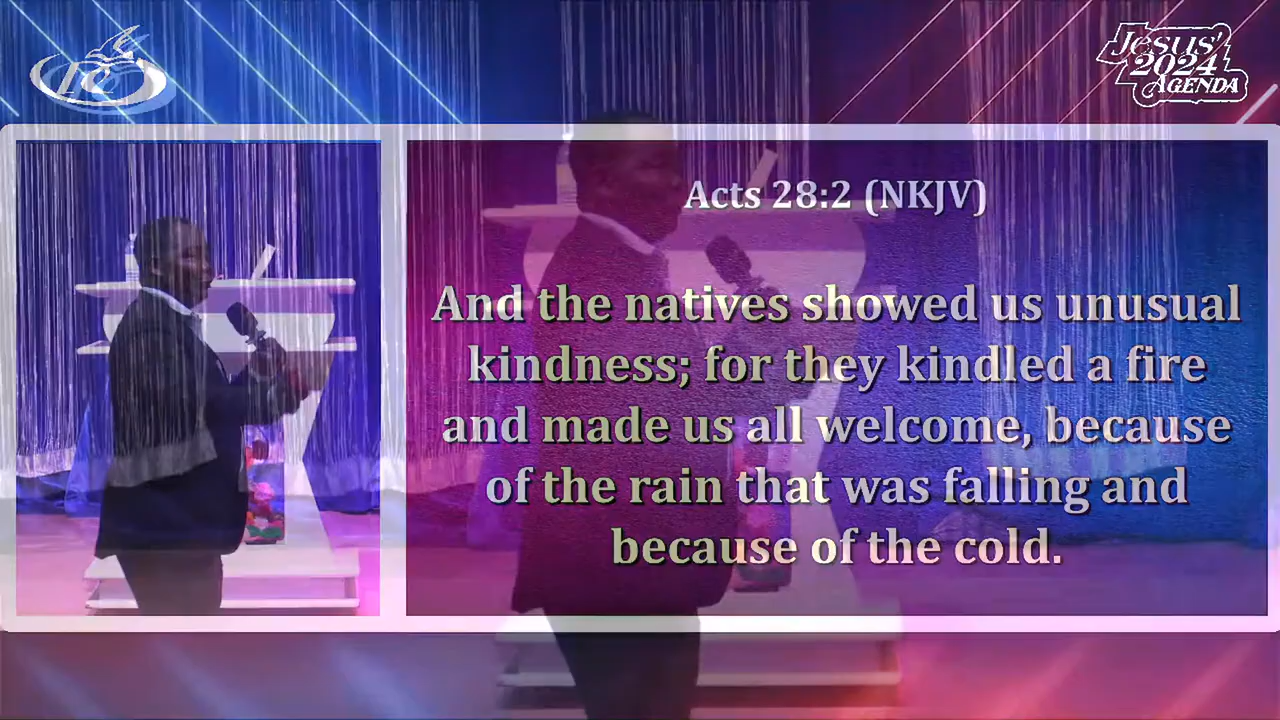 Jesus'
2024
Agenda
Acts 28:2 (NKJV)
And the natives showed us unusual
kindness; for they kindled a fire
and made us all welcome, because
of the rain that was falling and
because of the cold.